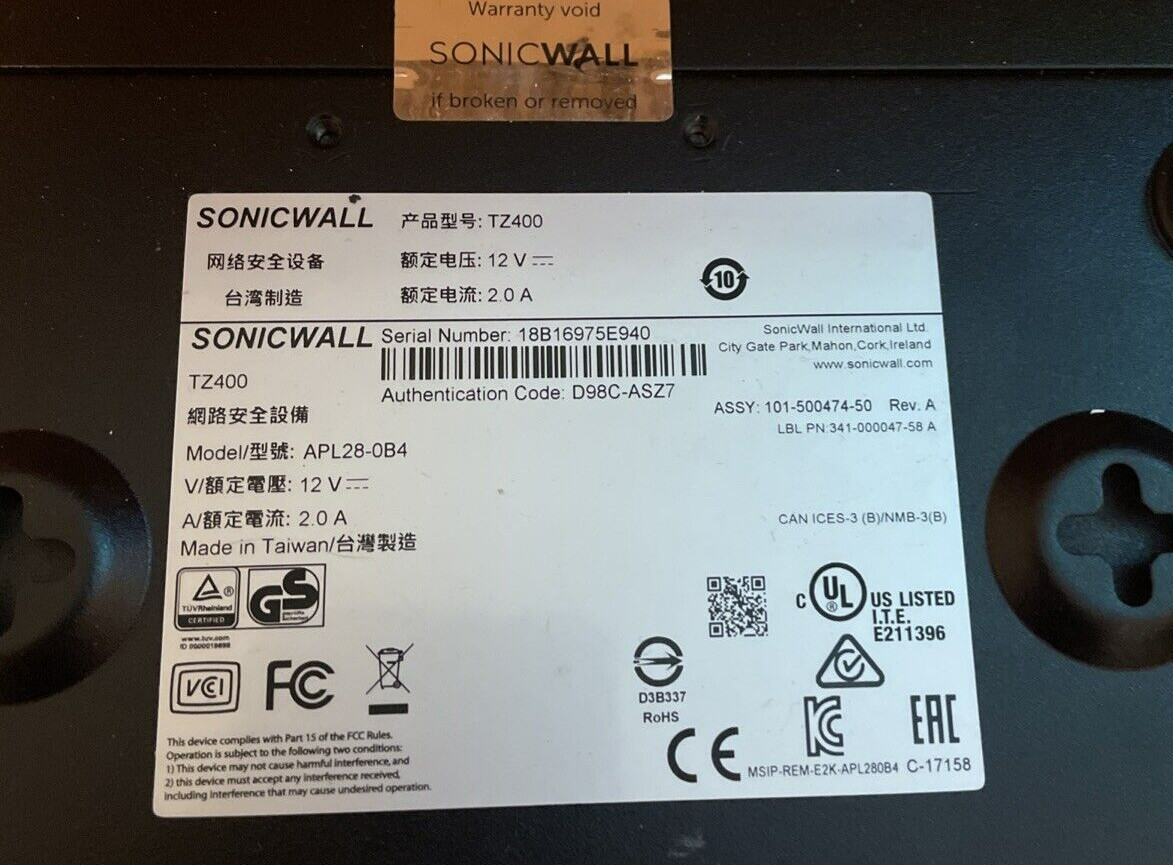 Warranty void
SONICWALL
if broken or removed
SONICWALL 产品型号: TZ400
网络安全设备 额定电压: 12 V
台湾制造 额定电流: 2.0 A
10
SONICWALL Serial Number: 18B16975E940
Authentication Code: D98C-ASZ7
SonicWall International Ltd.
City Gate Park,Mahon,Cork,Ireland
www.sonicwall.com
TZ400
網路安全設備
ASSY: 101-500474-50 Rev. A
LBL PN:341-000047-58 A
Model/型號: APL28-0B4
V/額定電壓: 12 V
A/額定電流: 2.0 A
Made in Taiwan/台灣製造
CAN ICES-3 (B)/NMB-3(B)
TÜVRheinland
CERTIFIED
GS
geprüfte
Sicherheit
www.tuv.com
C UL ® US LISTED
I.T.E.
E211396
VCI FC
D3B337
RoHS
This device complies with Part 15 of the FCC Rules.
Operation is subject to the following two conditions:
1) This device may not cause harmful interference, and
2) this device must accept any interference received,
including interference that may cause undesired operation.
CE
KC
MSIP-REM-E2K-APL280B4
EAC
C-17158